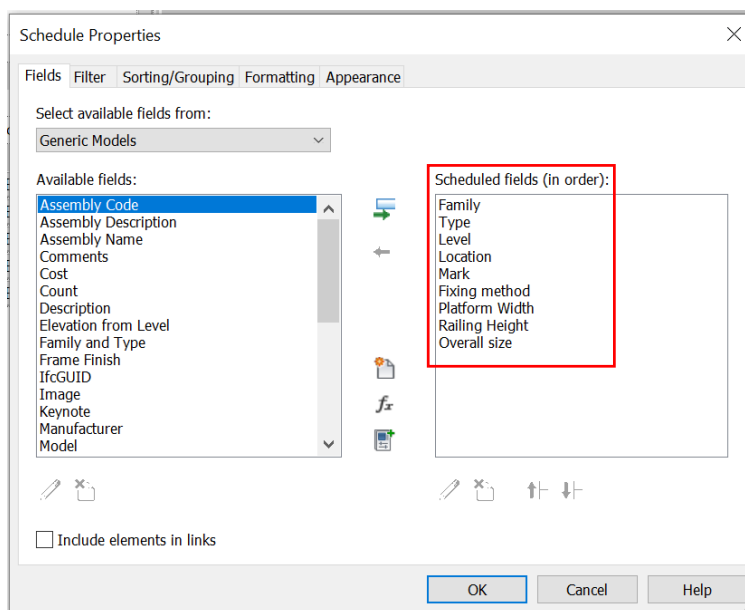 Schedule Properties
Fields Filter Sorting/Grouping Formatting Appearance
Select available fields from:
Generic Models
Available fields:
Assembly Code
Assembly Description
Assembly Name
Comments
Cost
Count
Description
Elevation from Level
Family and Type
Frame Finish
IfcGUID
Image
Keynote
Manufacturer
Model
fx
Scheduled fields (in order):
Family
Type
Level
Location
Mark
Fixing method
Platform Width
Railing Height
Overall size
Include elements in links
OK Cancel Help